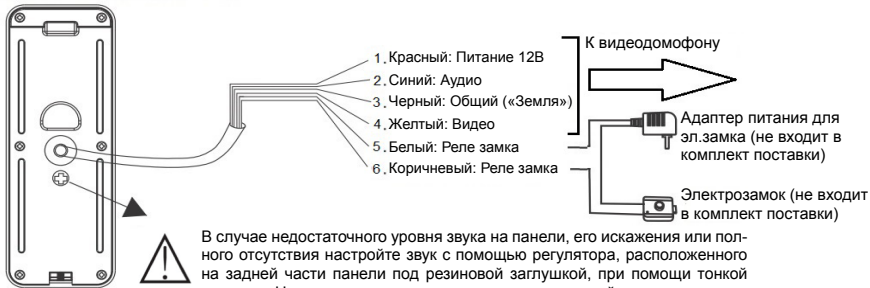 1. Красный: Питание 12В
2. Синий: Аудио
3. Черный: Общий («Земля»)
4. Желтый: Видео
5. Белый: Реле замка
6. Коричневый: Реле замка
К видеодомофону
Адаптер питания для
эл.замка (не входит в
комплект поставки)
Электрозамок (не входит
в комплект поставки)
В случае недостаточного уровня звука на панели, его искажения или пол-
ного отсутствия настройте звук с помощью регулятора, расположенного
на задней части панели под резиновой заглушкой, при помощи тонкой